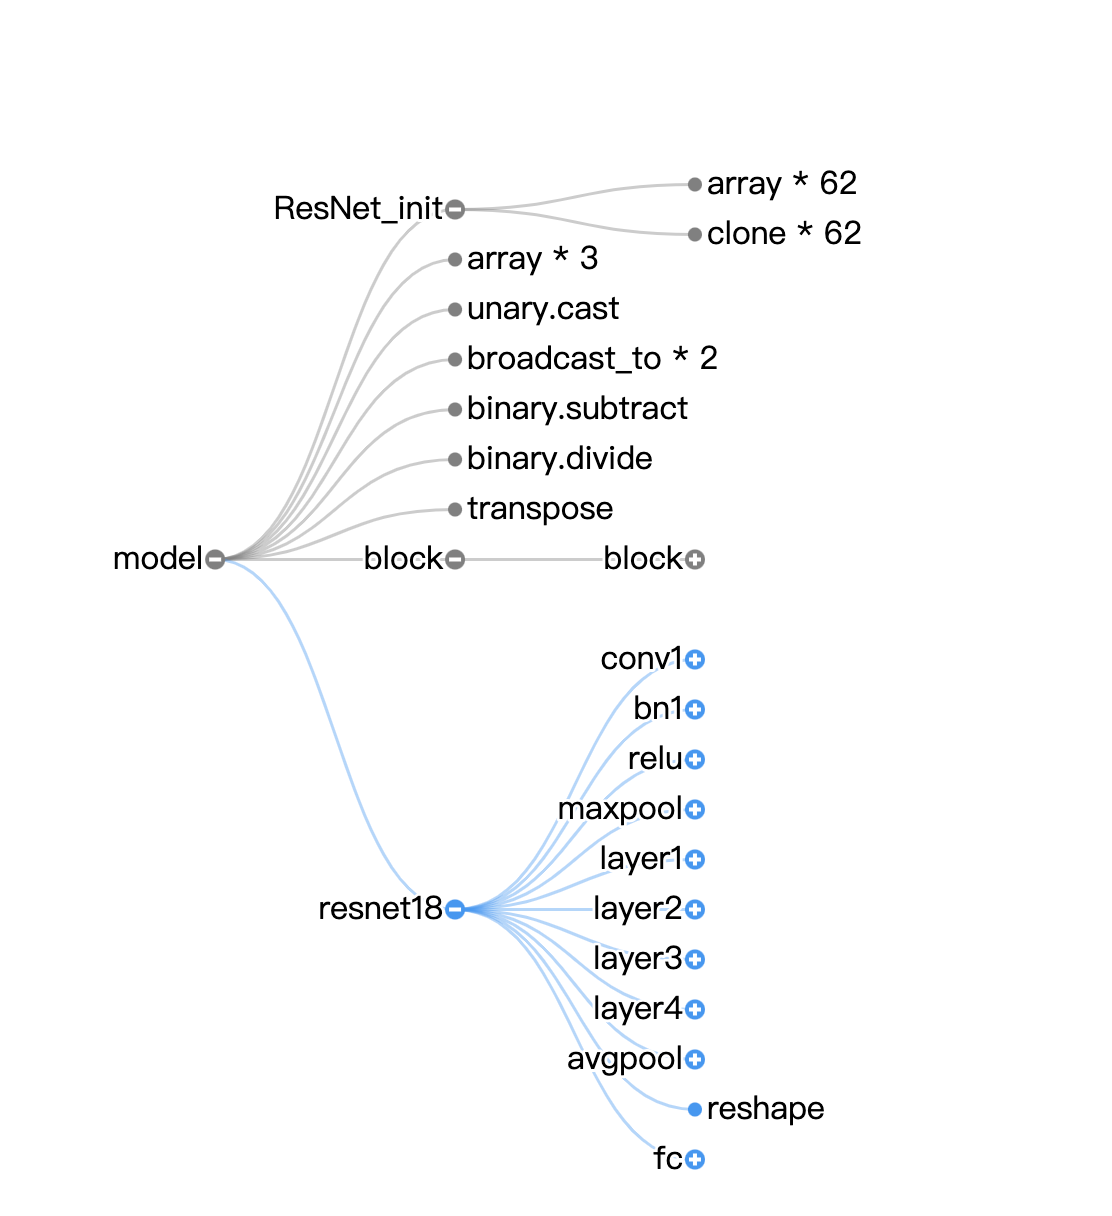 array * 62
ResNet_init
clone * 62
array * 3
unary.cast
broadcast_to * 2
binary.subtract
binary.divide
transpose
model block block
conv1
bn1
relu
maxpool
layer1
resnet18 layer2
layer3
layer4
avgpool
reshape
fc